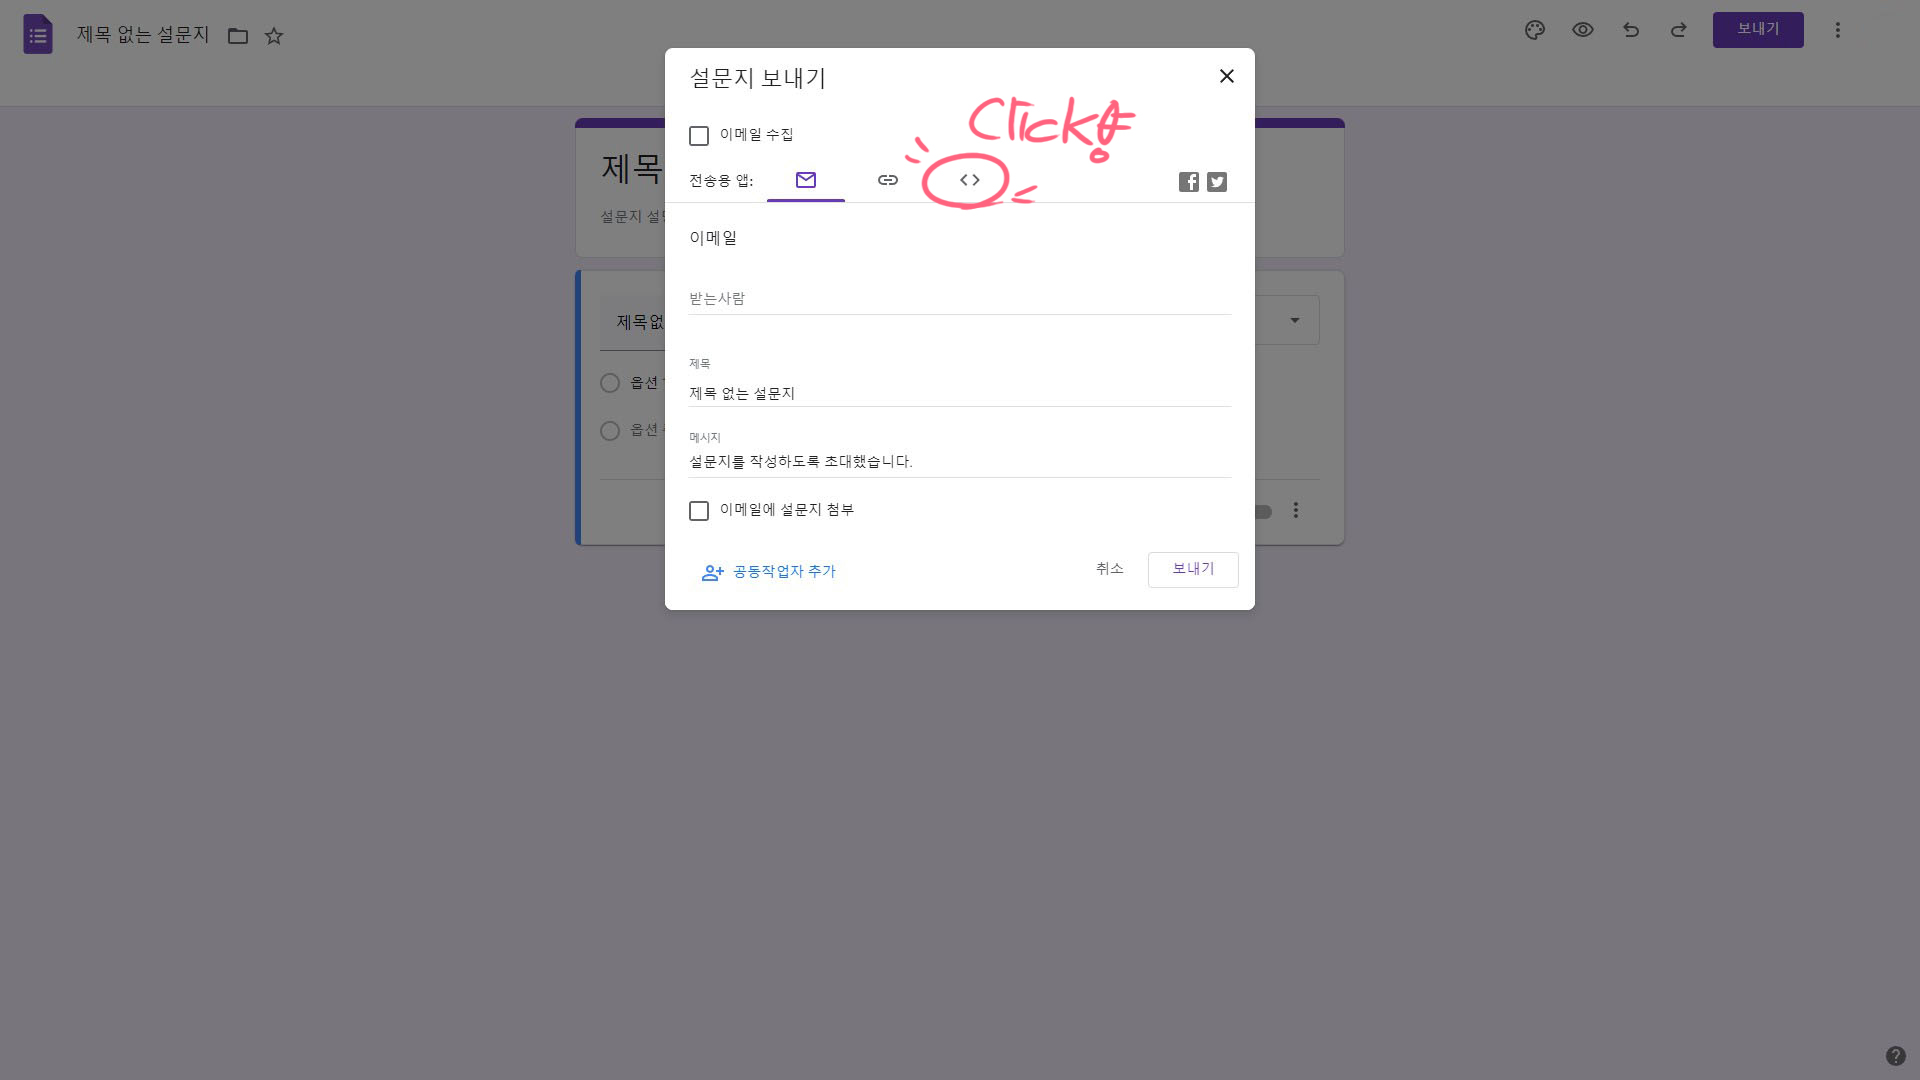 제목 없는 설문지
보내기
설문지 보내기
Click!
이메일 수집
전송용 앱:
제목
설문지
이메일
받는사람
제목없
제목
옵션
제목 없는 설문지
옵션
메시지
설문지를 작성하도록 초대했습니다.
이메일에 설문지 첨부
공동작업자 추가
취소
보내기